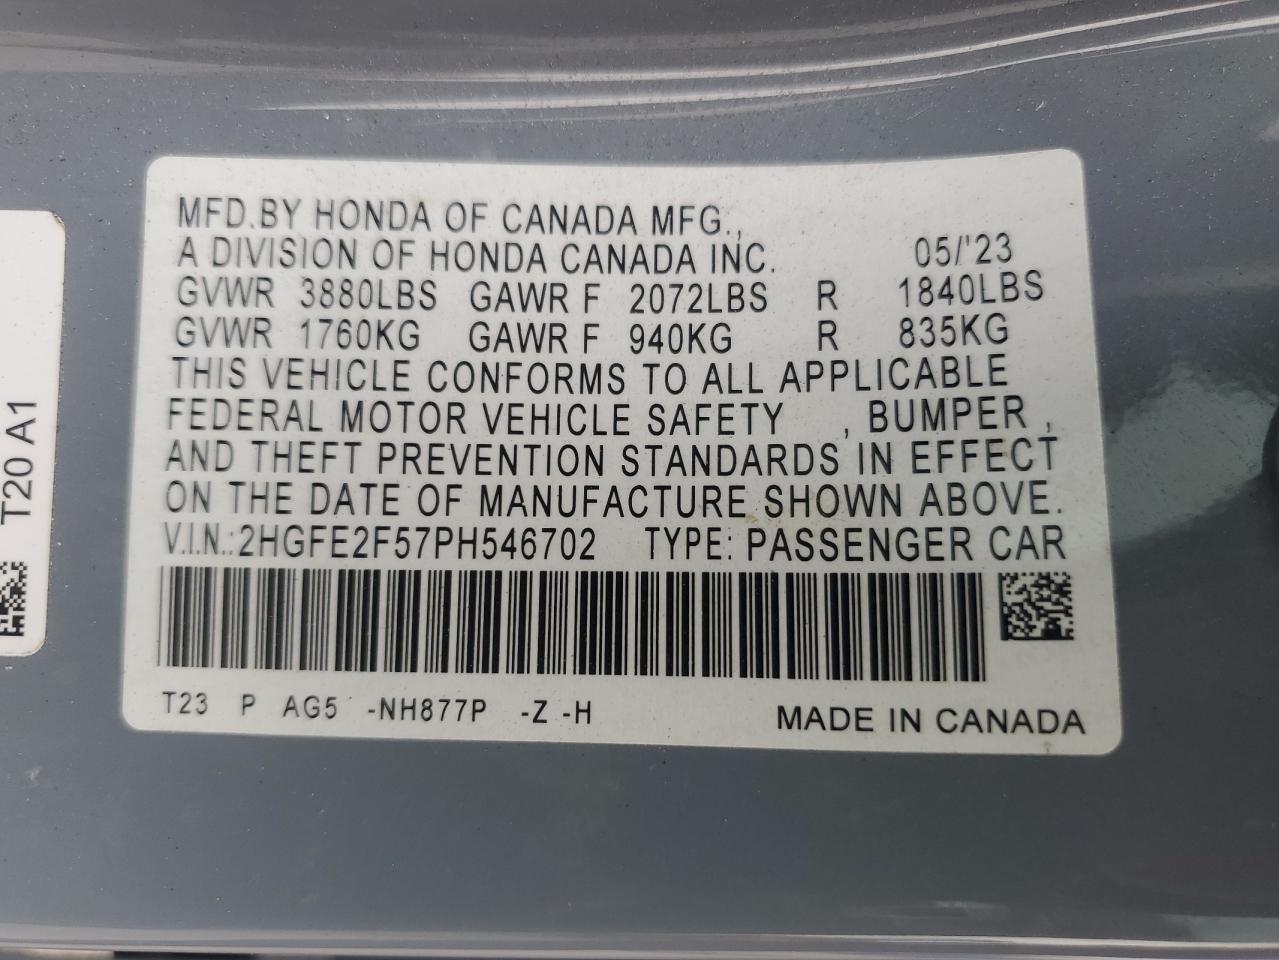 MFD.BY HONDA OF CANADA MFG.,
A DIVISION OF HONDA CANADA INC. 05/'23
GVWR 3880LBS GAWR F 2072LBS R 1840LBS
GVWR 1760KG GAWR F 940KG R 835KG
THIS VEHICLE CONFORMS TO ALL APPLICABLE
FEDERAL MOTOR VEHICLE SAFETY , BUMPER ,
AND THEFT PREVENTION STANDARDS IN EFFECT
ON THE DATE OF MANUFACTURE SHOWN ABOVE.
V.I.N.:2HGFE2F57PH546702 TYPE: PASSENGER CAR
T23 P AG5 -NH877P -Z -H MADE IN CANADA
T20 A1